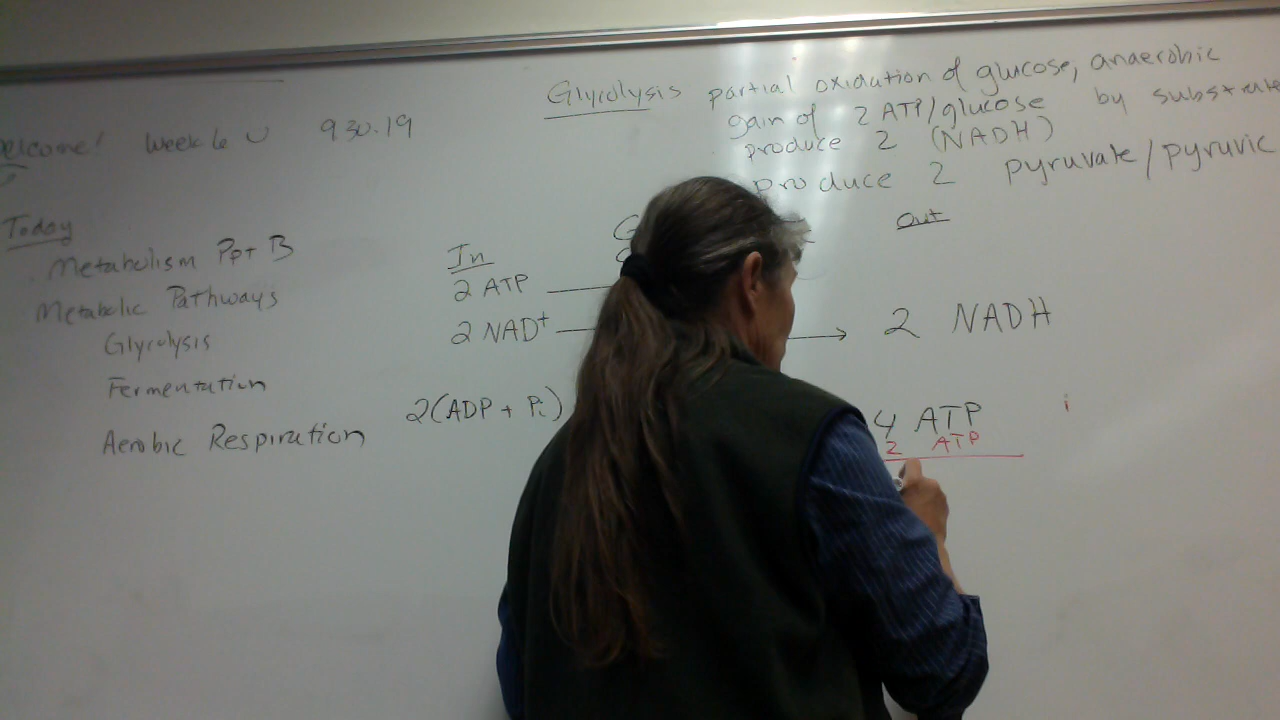 Glycolysis partial oxidation of glucose, anaerobic
gain of 2 ATP/glucose by substrate
produce 2 (NADH)
produce 2 pyruvate/pyruvic
elcome! Week 6 U 9.30.19
Today
Metabolism Ppt B
Metabolic Pathways
Glycolysis
Fermentation
Aerobic Respiration
In
2 ATP
2 NAD+
2(ADP + Pi)
G
Out
2 NADH
4 ATP
2 ATP
i